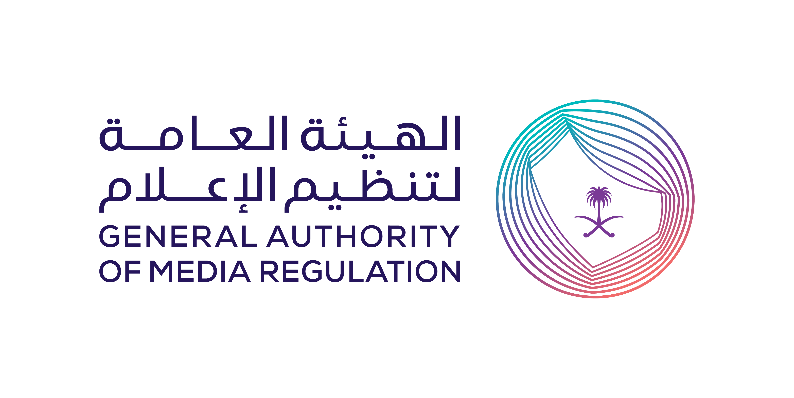 الهيئة العامة
لتنظيم الإعلام
GENERAL AUTHORITY
OF MEDIA REGULATION